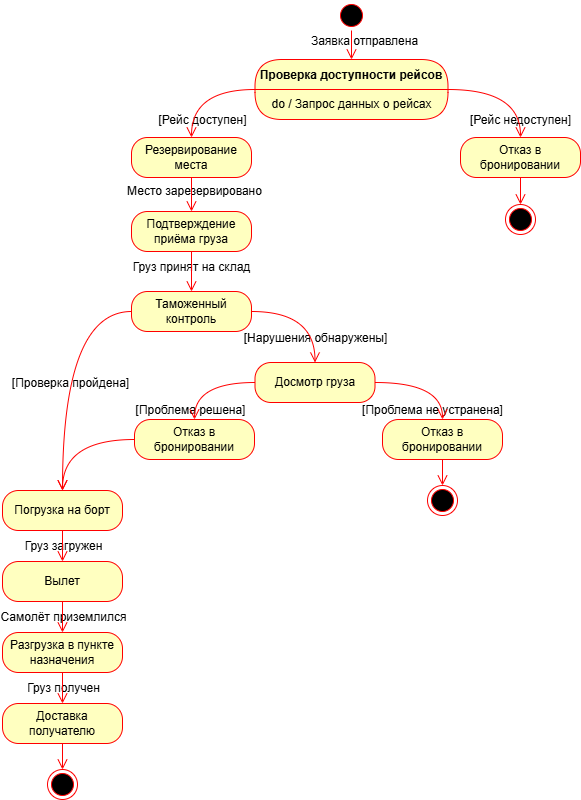 Заявка отправлена
Проверка доступности рейсов
do / Запрос данных о рейсах
[Рейс доступен]
[Рейс недоступен]
Резервирование
места
Отказ в
бронировании
Место зарезервировано
Подтверждение
приёма груза
Груз принят на склад
Таможенный
контроль
[Нарушения обнаружены]
[Проверка пройдена]
Досмотр груза
[Проблема решена]
[Проблема не устранена]
Отказ в
бронировании
Отказ в
бронировании
Погрузка на борт
Груз загружен
Вылет
Самолёт приземлился
Разгрузка в пункте
назначения
Груз получен
Доставка
получателю